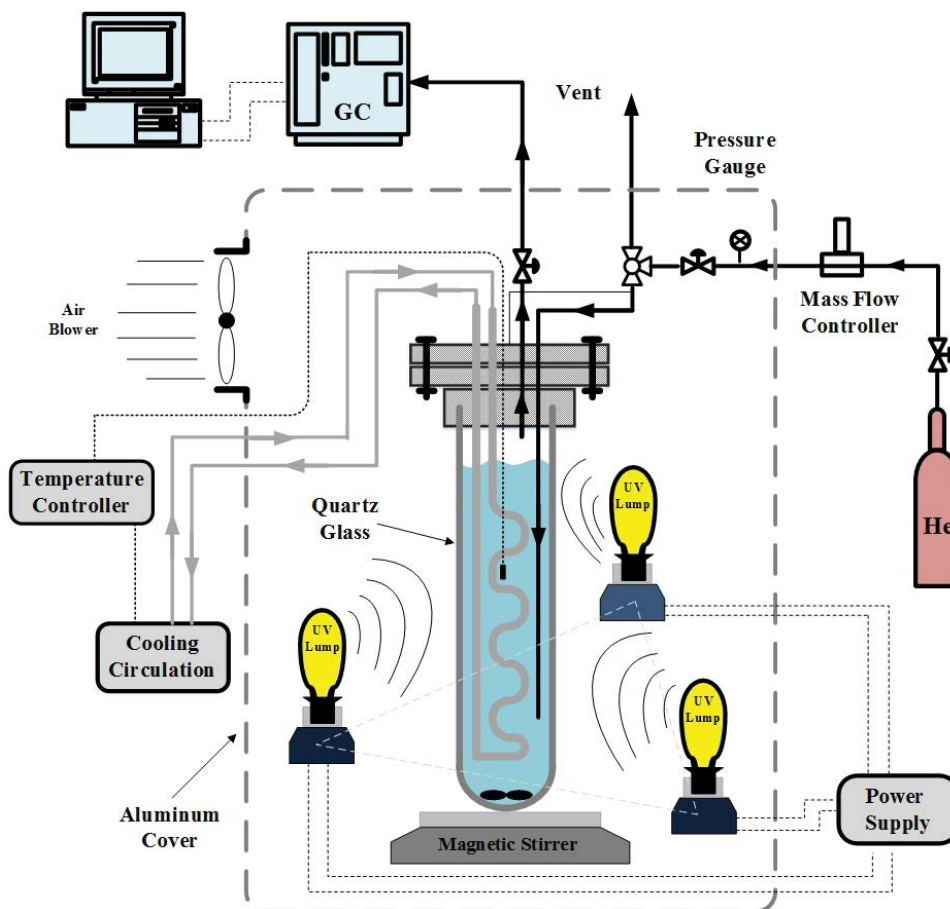 GC
Vent
Pressure
Gauge
Air
Blower
Mass Flow
Controller
Temperature
Controller
Quartz
Glass
UV
Lump
He
Cooling
Circulation
UV
Lump
UV
Lump
Aluminum
Cover
Power
Supply
Magnetic Stirrer